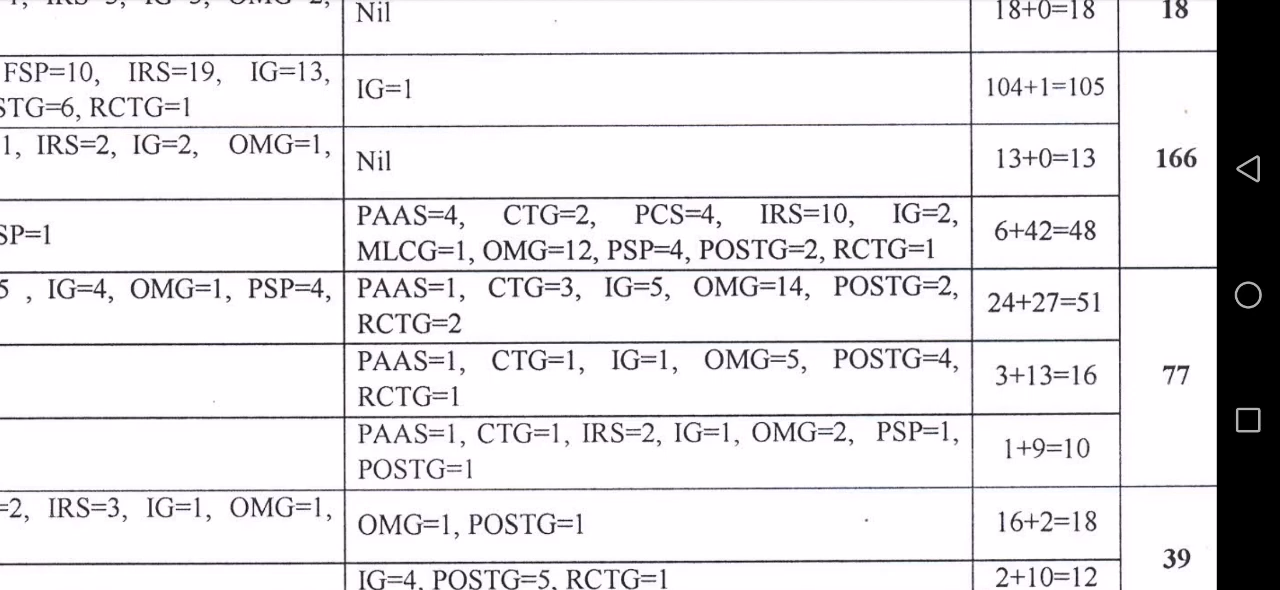 Nil
18+0=18
18
FSP=10, IRS=19, IG=13,
STG=6, RCTG=1
IG=1
104+1=105
1, IRS=2, IG=2, OMG=1,
Nil
13+0=13
166
SP=1
PAAS=4, CTG=2, PCS=4, IRS=10, IG=2,
MLCG=1, OMG=12, PSP=4, POSTG=2, RCTG=1
6+42=48
5 , IG=4, OMG=1, PSP=4,
PAAS=1, CTG=3, IG=5, OMG=14, POSTG=2,
RCTG=2
24+27=51
PAAS=1, CTG=1, IG=1, OMG=5, POSTG=4,
RCTG=1
3+13=16
77
PAAS=1, CTG=1, IRS=2, IG=1, OMG=2, PSP=1,
POSTG=1
1+9=10
=2, IRS=3, IG=1, OMG=1,
OMG=1, POSTG=1
16+2=18
39
IG=4, POSTG=5, RCTG=1
2+10=12